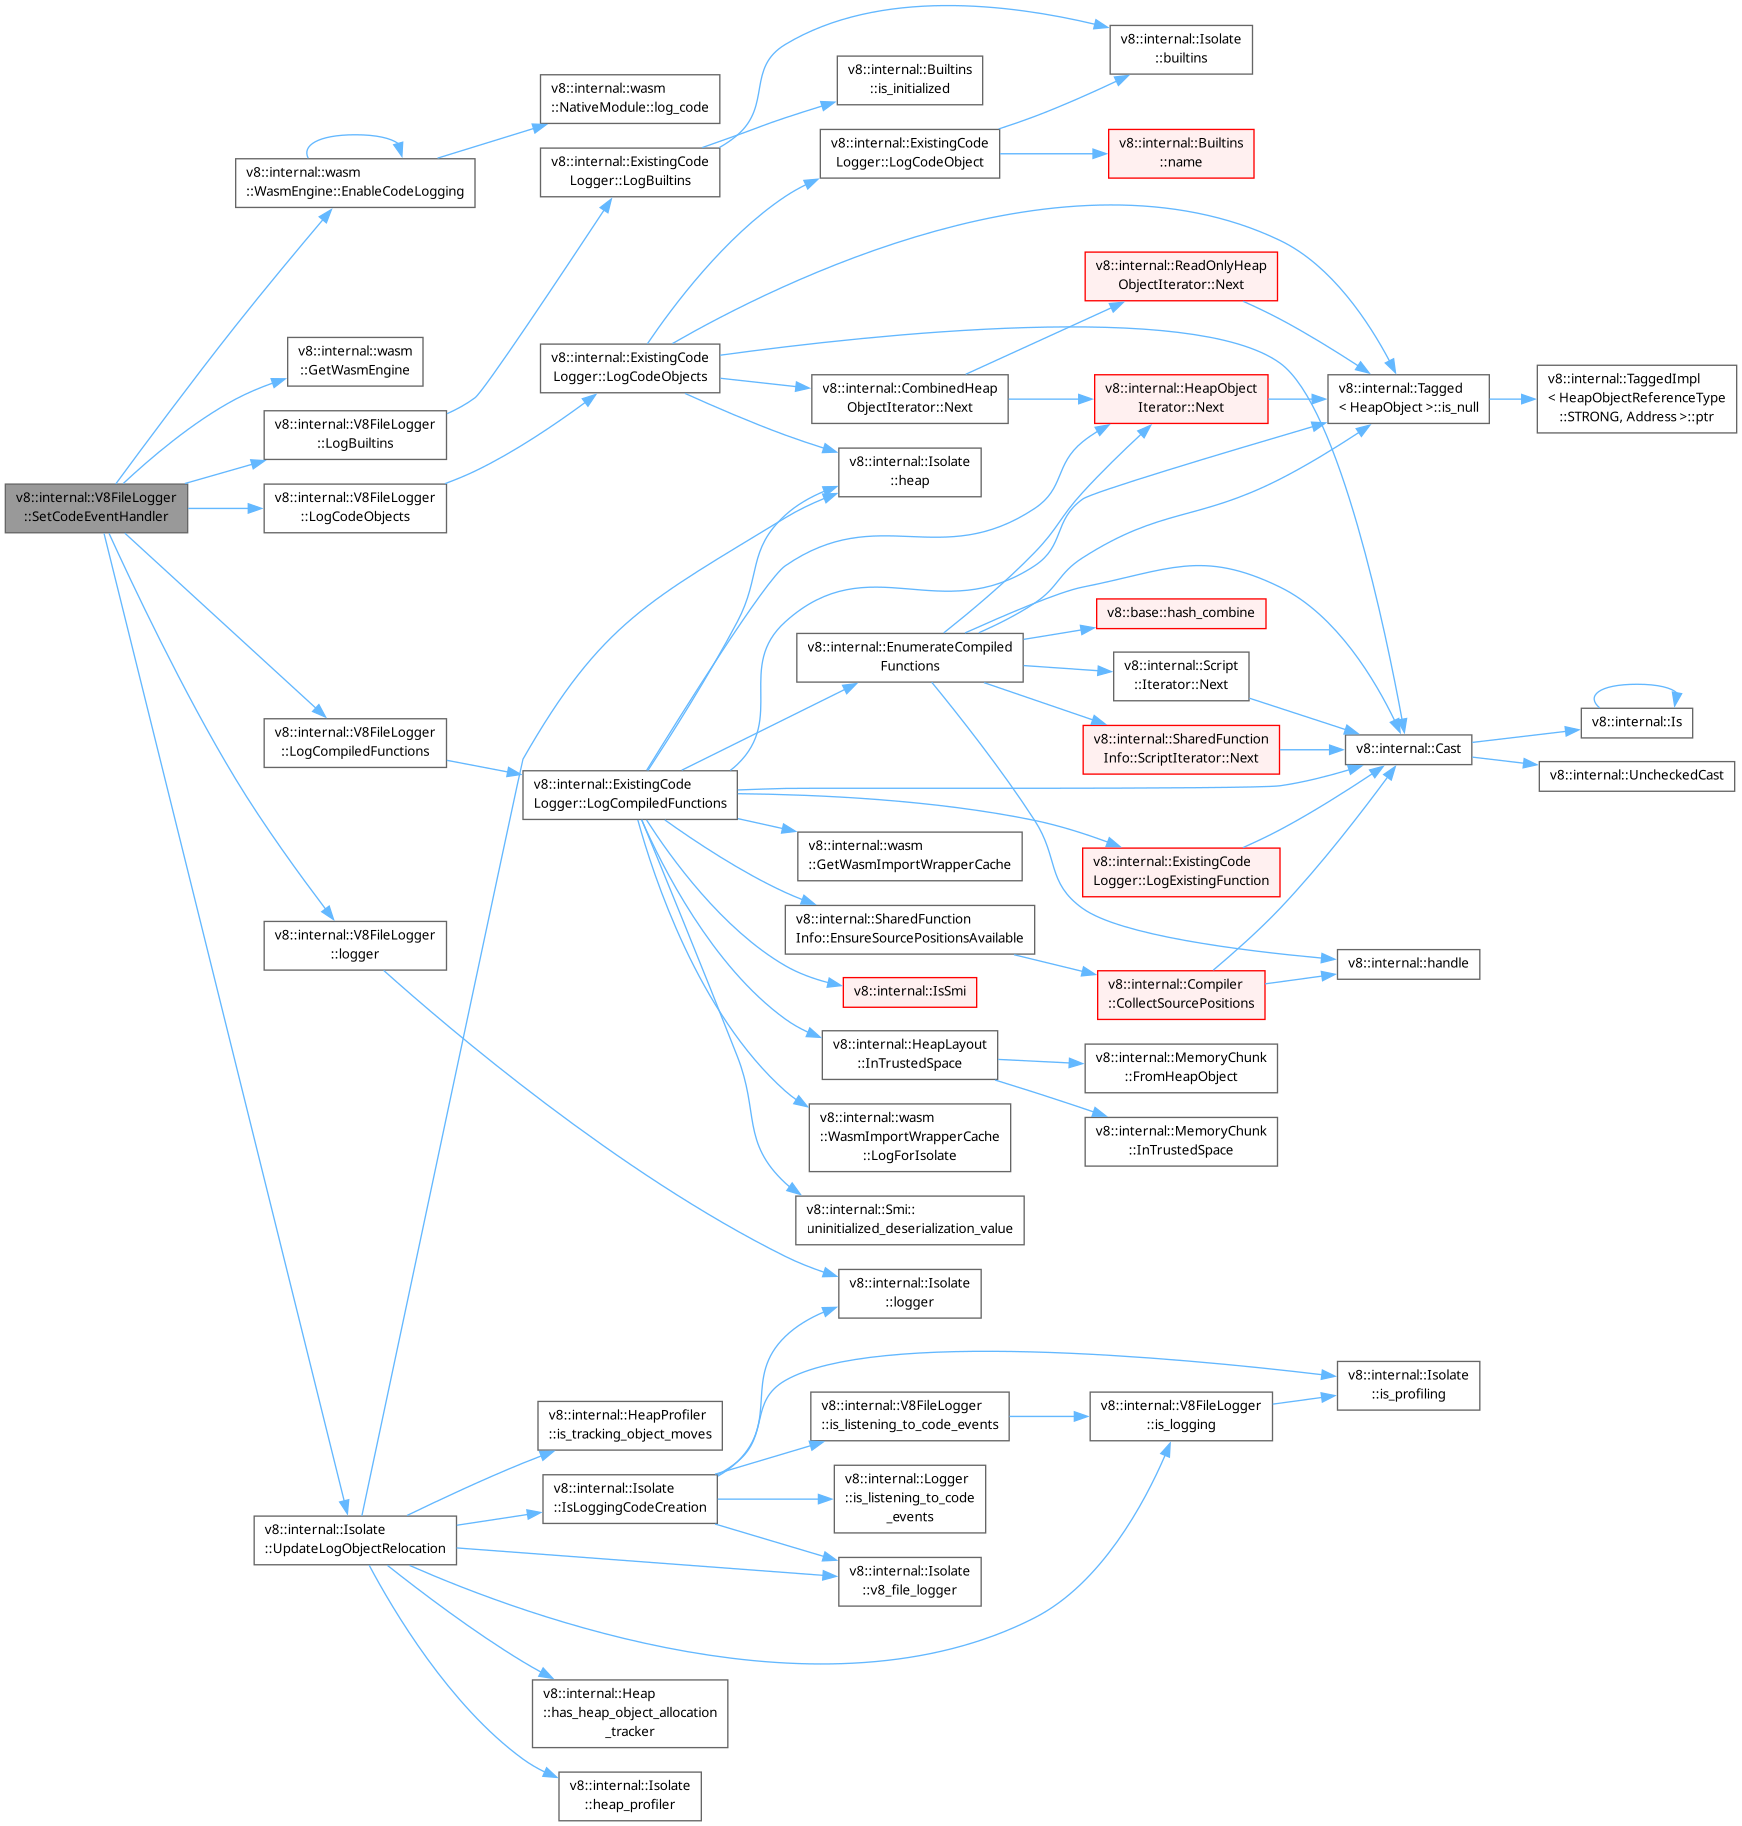 v8::internal::V8FileLogger
::SetCodeEventHandler
v8::internal::wasm
::WasmEngine::EnableCodeLogging
v8::internal::wasm
::GetWasmEngine
v8::internal::V8FileLogger
::LogBuiltins
v8::internal::V8FileLogger
::LogCodeObjects
v8::internal::V8FileLogger
::LogCompiledFunctions
v8::internal::V8FileLogger
::logger
v8::internal::Isolate
::UpdateLogObjectRelocation
v8::internal::wasm
::NativeModule::log_code
v8::internal::ExistingCode
Logger::LogBuiltins
v8::internal::ExistingCode
Logger::LogCodeObjects
v8::internal::ExistingCode
Logger::LogCompiledFunctions
v8::internal::HeapProfiler
::is_tracking_object_moves
v8::internal::Isolate
::IsLoggingCodeCreation
v8::internal::Heap
::has_heap_object_allocation
_tracker
v8::internal::Isolate
::heap_profiler
v8::internal::Builtins
::is_initialized
v8::internal::ExistingCode
Logger::LogCodeObject
v8::internal::CombinedHeap
ObjectIterator::Next
v8::internal::Isolate
::heap
v8::internal::EnumerateCompiled
Functions
v8::internal::wasm
::GetWasmImportWrapperCache
v8::internal::SharedFunction
Info::EnsureSourcePositionsAvailable
v8::internal::IsSmi
v8::internal::HeapLayout
::InTrustedSpace
v8::internal::wasm
::WasmImportWrapperCache
::LogForIsolate
v8::internal::Smi::
uninitialized_deserialization_value
v8::internal::Isolate
::logger
v8::internal::V8FileLogger
::is_listening_to_code_events
v8::internal::Logger
::is_listening_to_code
_events
v8::internal::Isolate
::v8_file_logger
v8::internal::Isolate
::builtins
v8::internal::Builtins
::name
v8::internal::ReadOnlyHeap
ObjectIterator::Next
v8::internal::HeapObject
Iterator::Next
v8::base::hash_combine
v8::internal::Script
::Iterator::Next
v8::internal::SharedFunction
Info::ScriptIterator::Next
v8::internal::ExistingCode
Logger::LogExistingFunction
v8::internal::Compiler
::CollectSourcePositions
v8::internal::MemoryChunk
::FromHeapObject
v8::internal::MemoryChunk
::InTrustedSpace
v8::internal::V8FileLogger
::is_logging
v8::internal::Tagged
< HeapObject >::is_null
v8::internal::Cast
v8::internal::handle
v8::internal::Isolate
::is_profiling
v8::internal::TaggedImpl
< HeapObjectReferenceType
::STRONG, Address >::ptr
v8::internal::Is
v8::internal::UncheckedCast